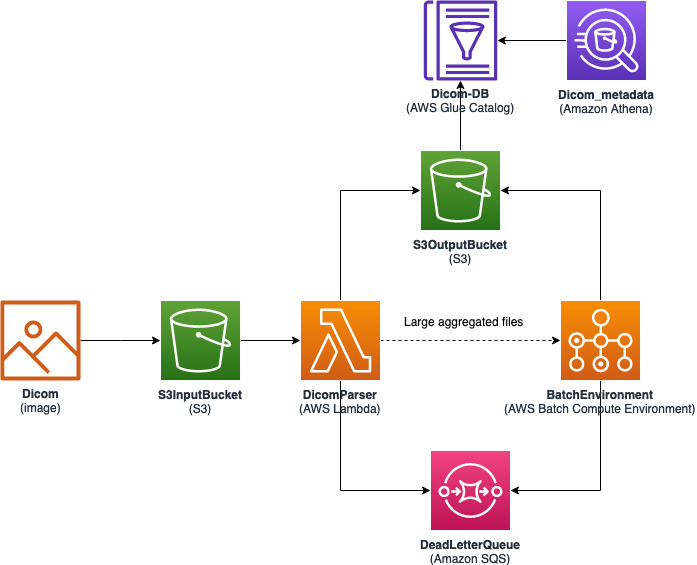 Dicom-DB
(AWS Glue Catalog)
Dicom_metadata
(Amazon Athena)
S3OutputBucket
(S3)
Large aggregated files
Dicom
(image)
S3InputBucket
(S3)
DicomParser
(AWS Lambda)
BatchEnvironment
(AWS Batch Compute Environment)
DeadLetterQueue
(Amazon SQS)